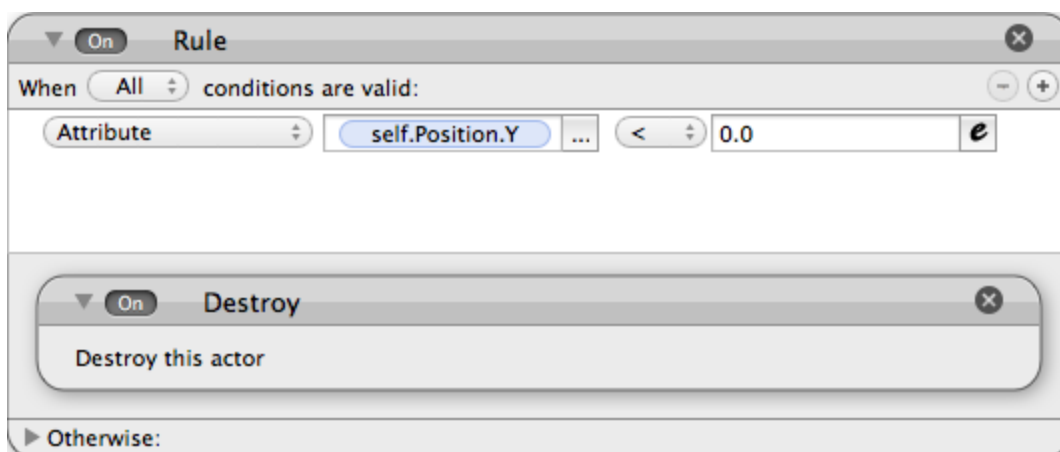 On Rule
When All conditions are valid:
Attribute self.Position.Y ... < 0.0 e
On Destroy
Destroy this actor
Otherwise: